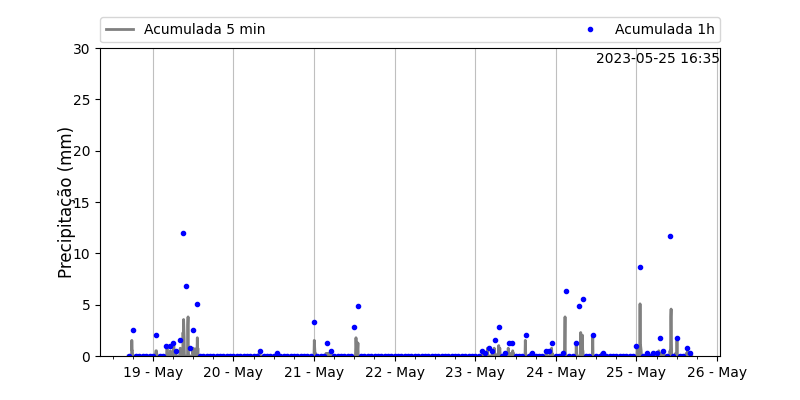 Acumulada 5 min
Acumulada 1h
2023-05-25 16:35
Precipitação (mm)
30
25
20
15
10
5
0
19 - May
20 - May
21 - May
22 - May
23 - May
24 - May
25 - May
26 - May